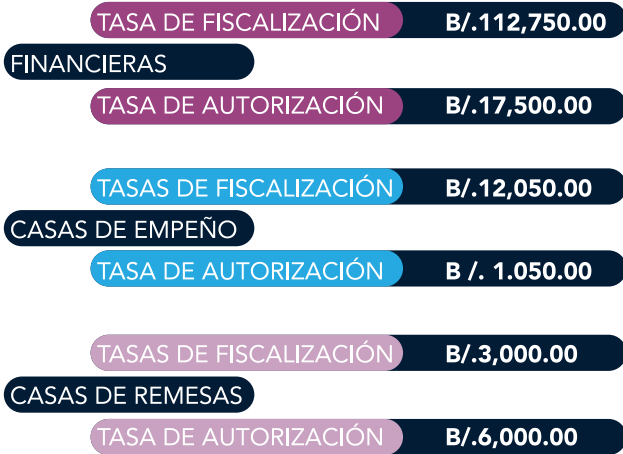 TASA DE FISCALIZACIÓN B/.112,750.00
FINANCIERAS
TASA DE AUTORIZACIÓN B/.17,500.00
TASAS DE FISCALIZACIÓN B/.12,050.00
CASAS DE EMPEÑO
TASA DE AUTORIZACIÓN B /. 1.050.00
TASAS DE FISCALIZACIÓN B/.3,000.00
CASAS DE REMESAS
TASA DE AUTORIZACIÓN B/.6,000.00